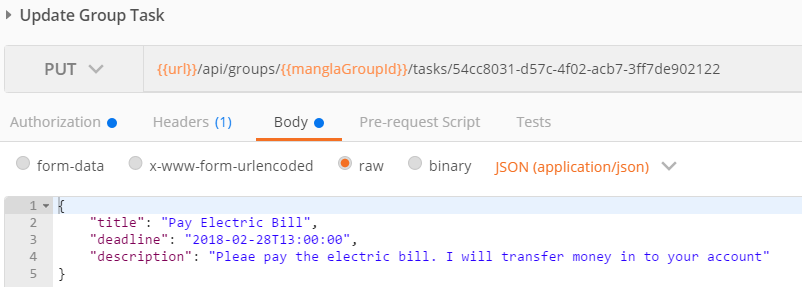 Update Group Task
PUT {{url}}/api/groups/{{manglaGroupId}}/tasks/54cc8031-d57c-4f02-acb7-3ff7de902122
Authorization Headers (1) Body Pre-request Script Tests
form-data x-www-form-urlencoded raw binary JSON (application/json)
1 {
2 "title": "Pay Electric Bill",
3 "deadline": "2018-02-28T13:00:00",
4 "description": "Pleae pay the electric bill. I will transfer money in to your account"
5 }